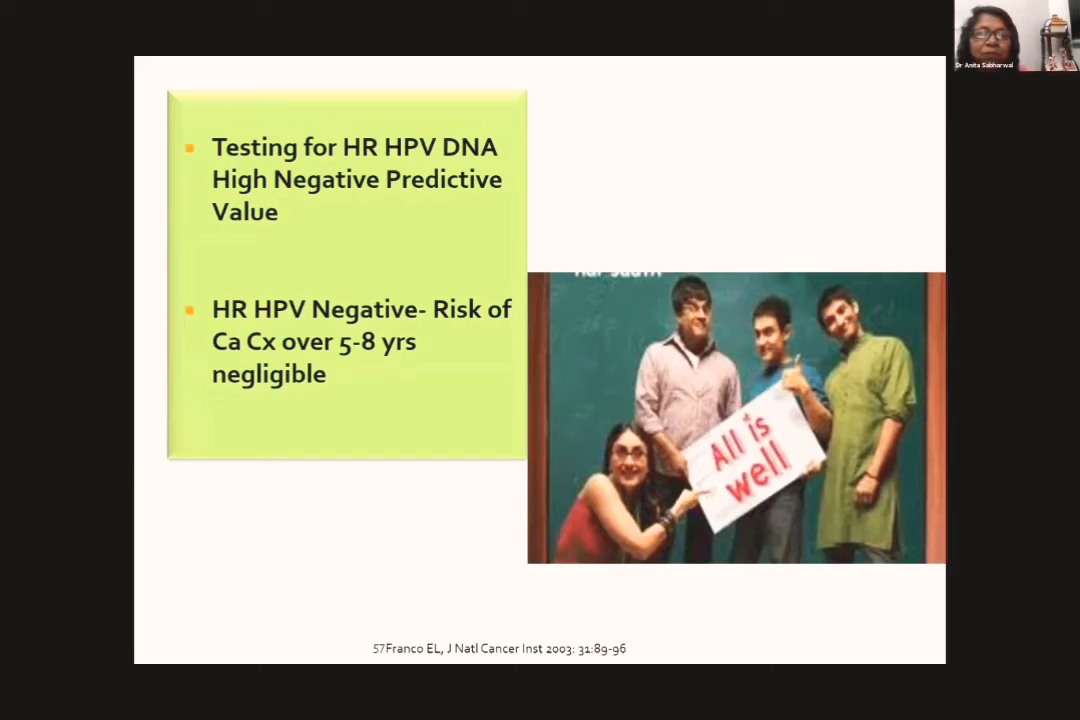 Dr Anita Sabharwal
Testing for HR HPV DNA
High Negative Predictive
Value
HR HPV Negative- Risk of
Ca Cx over 5-8 yrs
negligible
All is
well
57Franco EL, J Natl Cancer Inst 2003: 31:89-96